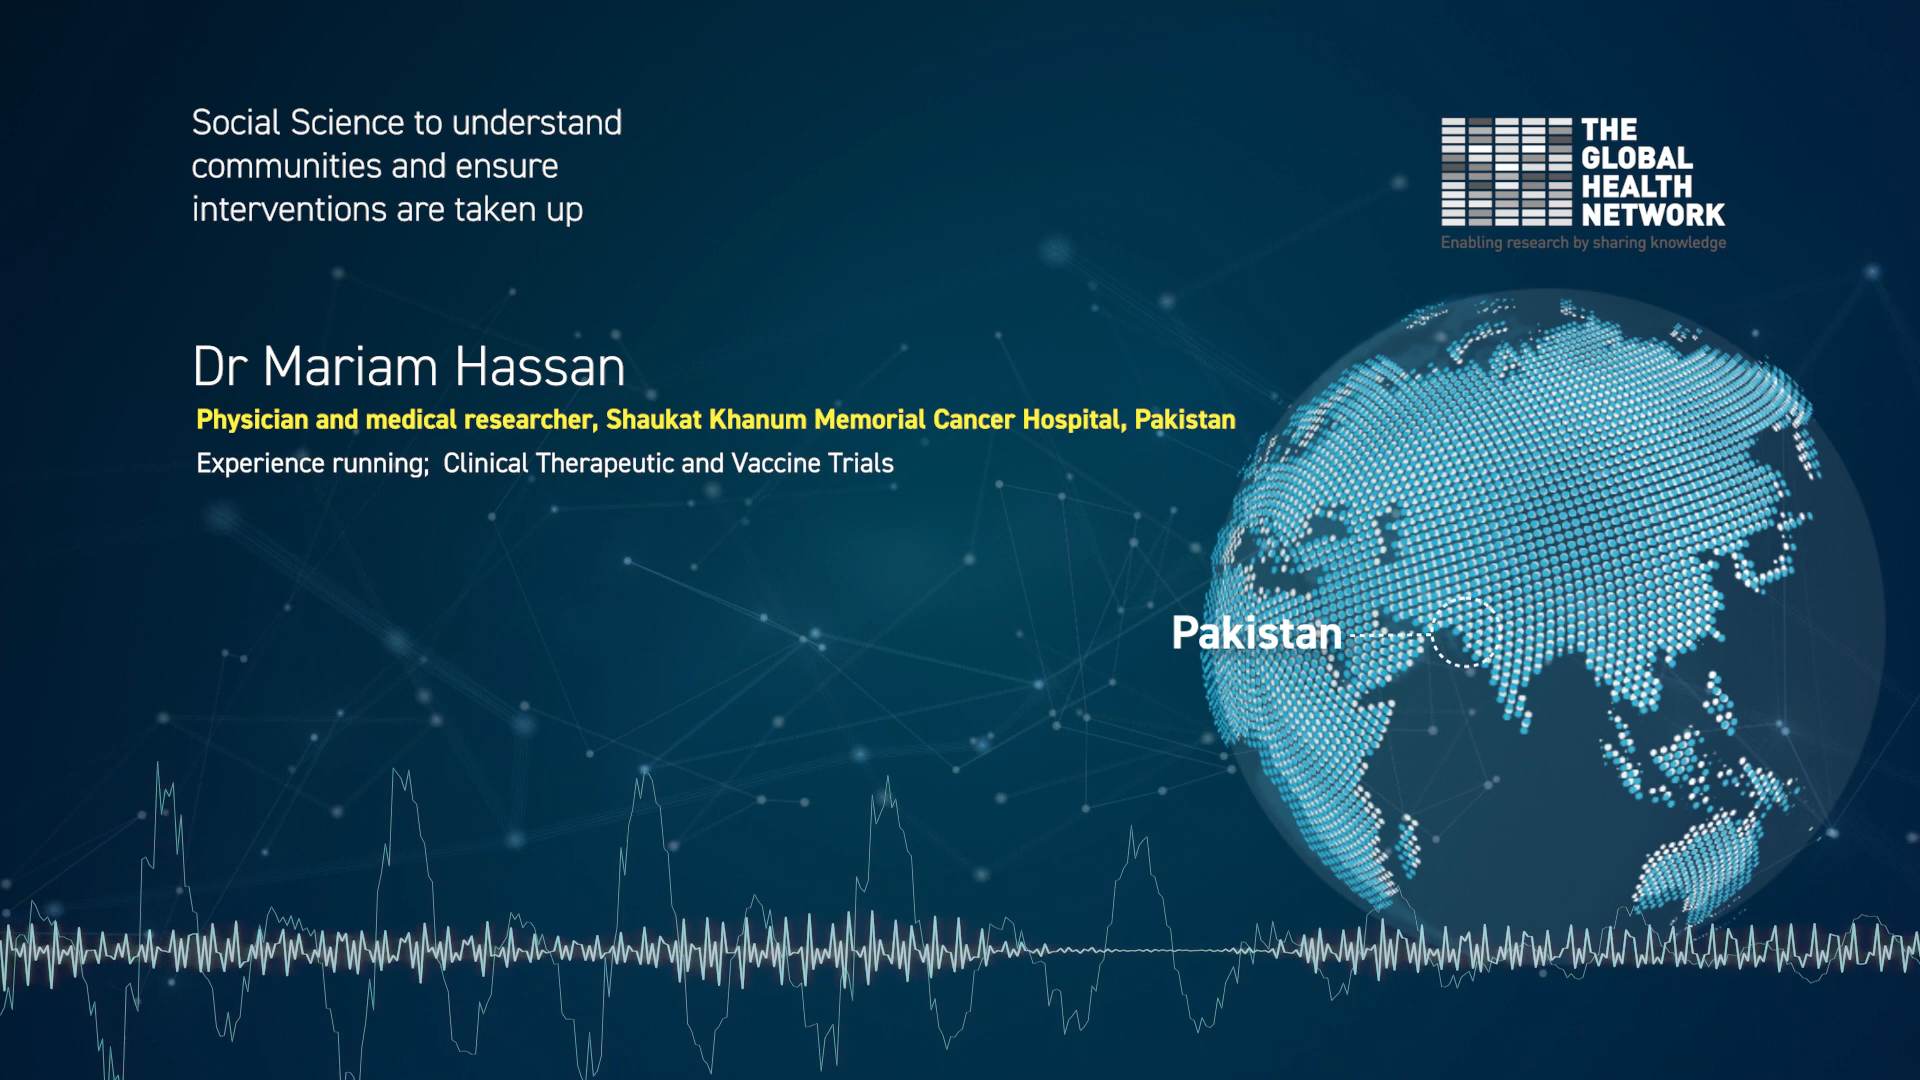 Social Science to understand
communities and ensure
interventions are taken up
THE
GLOBAL
HEALTH
NETWORK
Enabling research by sharing knowledge
Dr Mariam Hassan
Physician and medical researcher, Shaukat Khanum Memorial Cancer Hospital, Pakistan
Experience running;  Clinical Therapeutic and Vaccine Trials
Pakistan